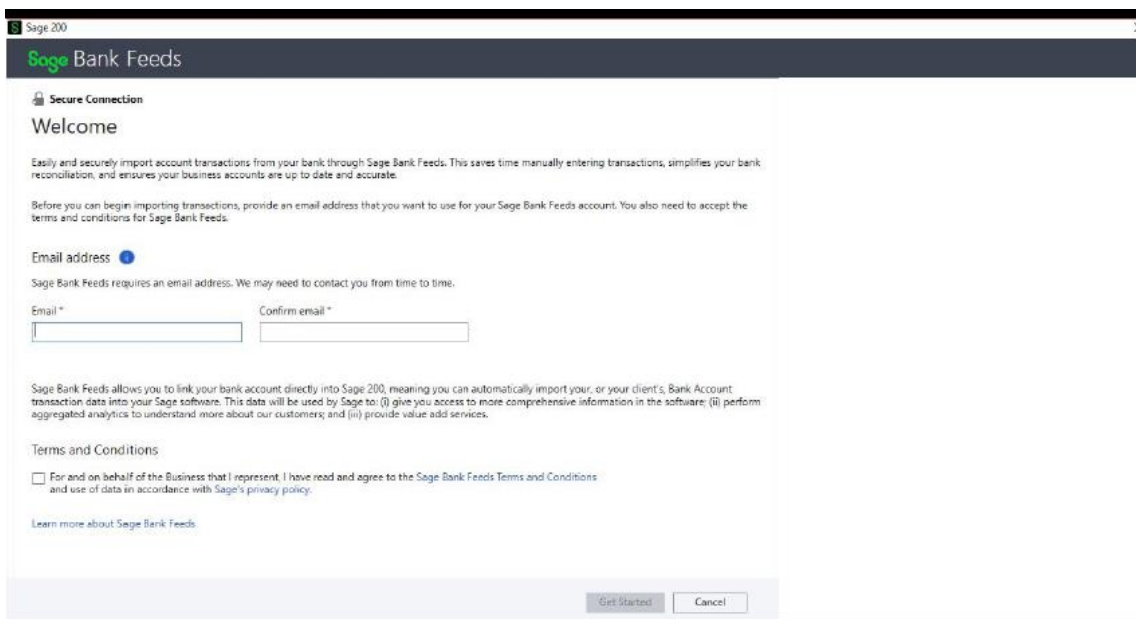 Sage 200
Sage Bank Feeds
Secure Connection
Welcome
Easily and securely import account transactions from your bank through Sage Bank Feeds. This saves time manually entering transactions, simplifies your bank
reconciliation, and ensures your business accounts are up to date and accurate.
Before you can begin importing transactions, provide an email address that you want to use for your Sage Bank Feeds account. You also need to accept the
terms and conditions for Sage Bank Feeds.
Email address
Sage Bank Feeds requires an email address. We may need to contact you from time to time.
Email * Confirm email *
Sage Bank Feeds allows you to link your bank account directly into Sage 200, meaning you can automatically import your, or your client's, Bank Account
transaction data into your Sage software. This data will be used by Sage to: (i) give you access to more comprehensive information in the software; (ii) perform
aggregated analytics to understand more about our customers; and (iii) provide value add services.
Terms and Conditions
For and on behalf of the Business that I represent, I have read and agree to the Sage Bank Feeds Terms and Conditions
and use of data in accordance with Sage's privacy policy.
Learn more about Sage Bank Feeds
Get Started Cancel